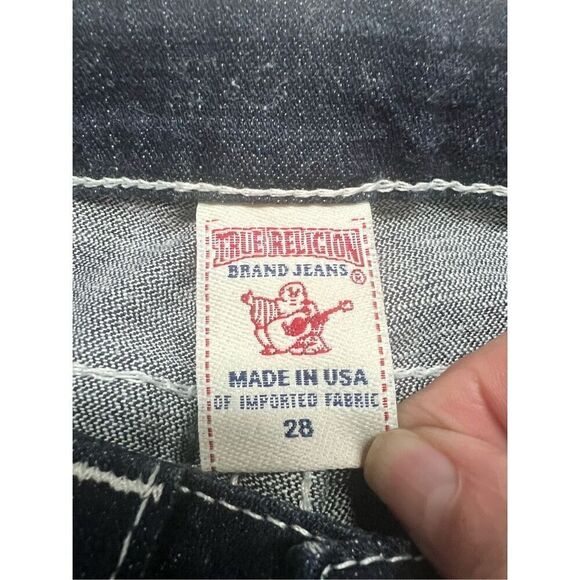 TRUE RELIGION
BRAND JEANS ®
MADE IN USA
OF IMPORTED FABRIC
28